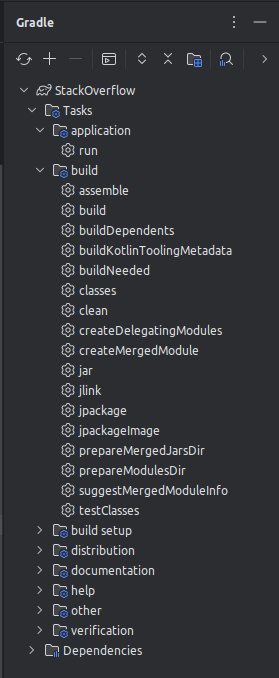 Gradle
StackOverflow
Tasks
application
run
build
assemble
build
buildDependents
buildKotlinToolingMetadata
buildNeeded
classes
clean
createDelegatingModules
createMergedModule
jar
jlink
jpackage
jpackageImage
prepareMergedJarsDir
prepareModulesDir
suggestMergedModuleInfo
testClasses
build setup
distribution
documentation
help
other
verification
Dependencies